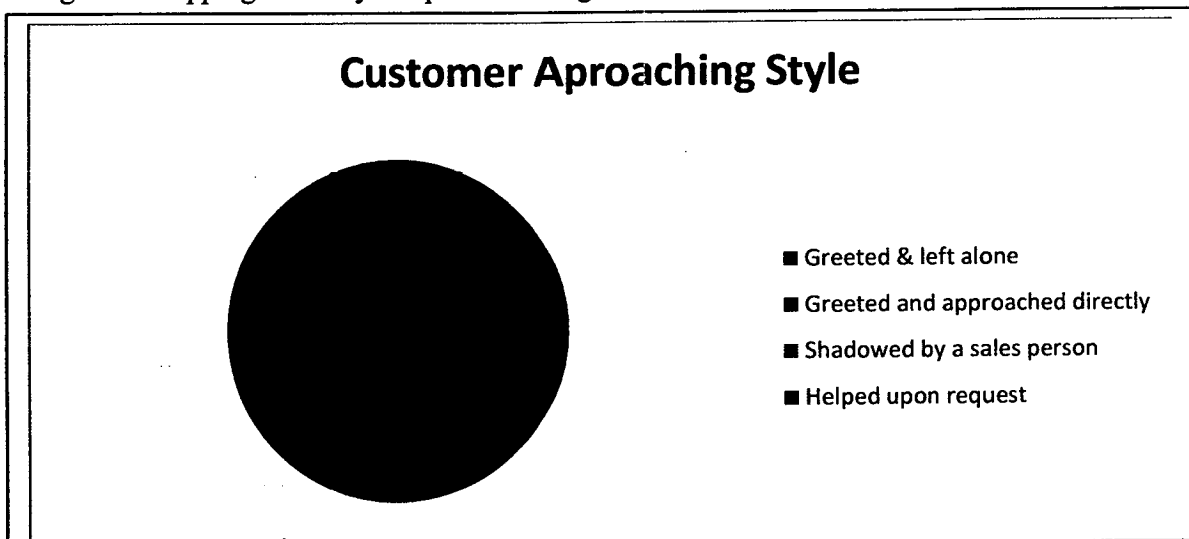 Customer Aproaching Style
Greeted & left alone
Greeted and approached directly
Shadowed by a sales person
Helped upon request